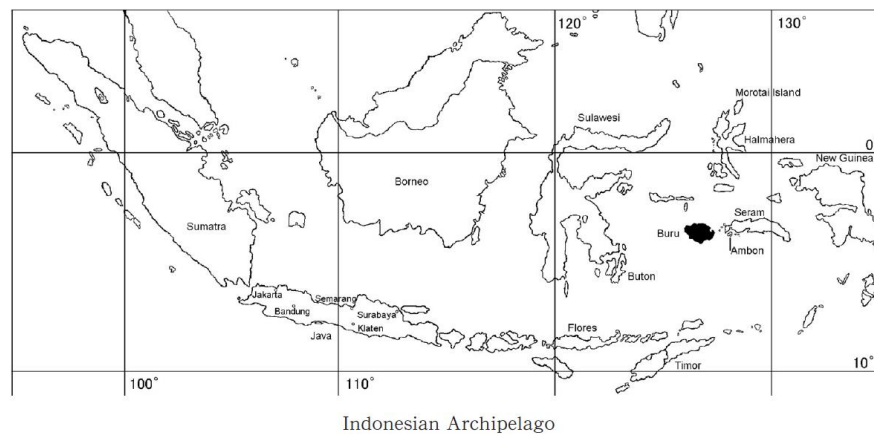 120° 130°
Morotai Island
Sulawesi
Halmahera
0
New Guinea
Borneo
Seram
Sumatra
Buru
Ambon
Buton
Jakarta
Semarang
Bandung
Surabaya
Klaten
Flores
Java
10°
Timor
100° 110°
Indonesian Archipelago